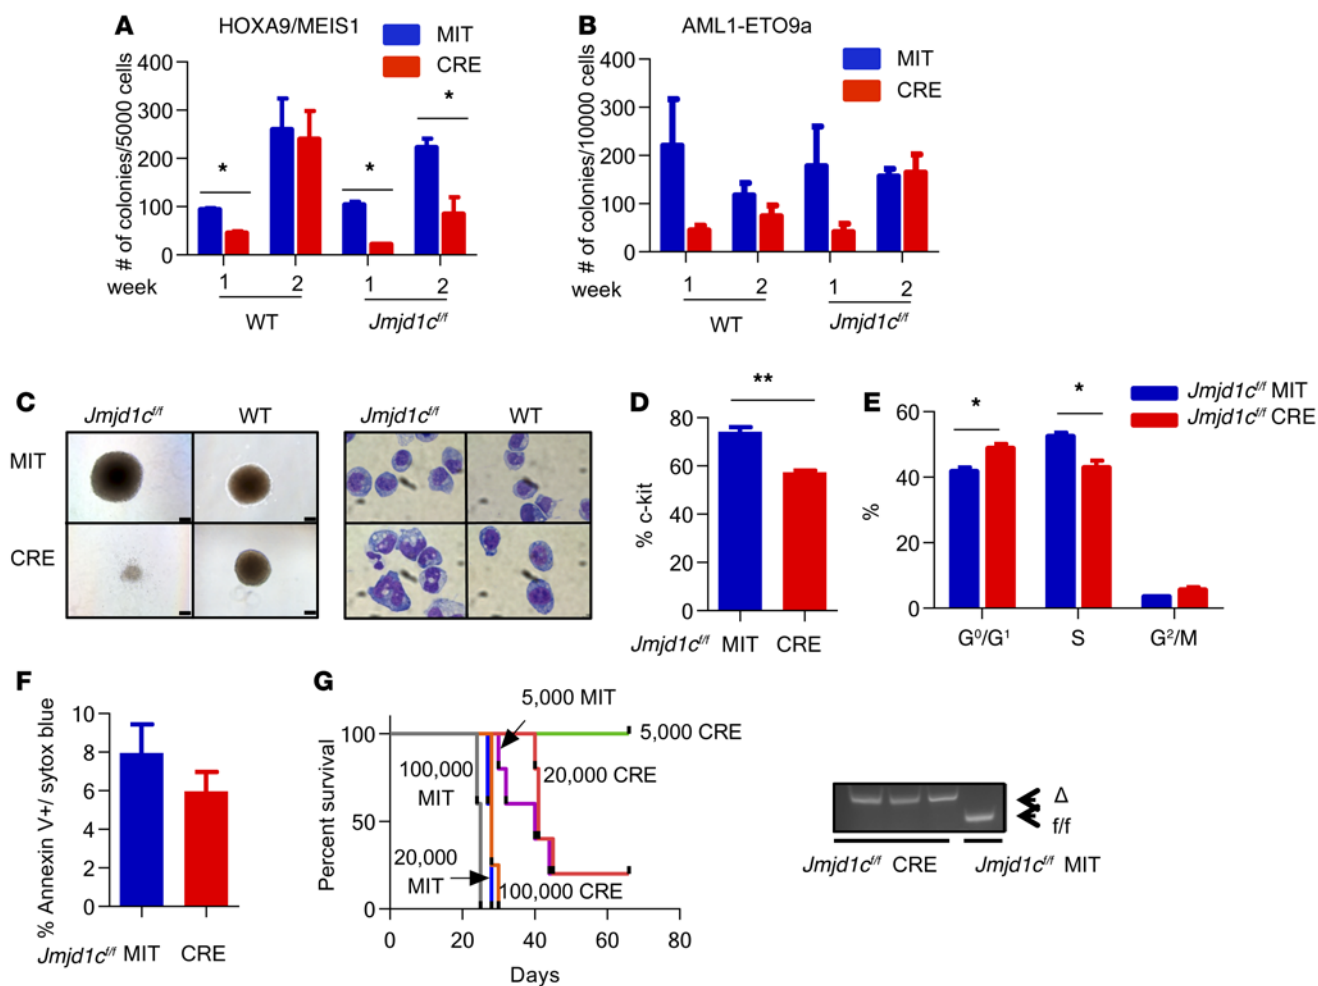 A
HOXA9/MEIS1
MIT
CRE
# of colonies/5000 cells
400
300
200
100
0
*
*
*
week
1
2
1
2
WT
Jmjd1c^f/f
B
AML1-ETO9a
MIT
CRE
# of colonies/10000 cells
400
300
200
100
0
week
1
2
1
2
WT
Jmjd1c^f/f
C
Jmjd1c^f/f
WT
Jmjd1c^f/f
WT
MIT
CRE
D
**
% c-kit
80
60
40
20
0
Jmjd1c^f/f MIT
CRE
E
Jmjd1c^f/f MIT
Jmjd1c^f/f CRE
*
*
%
60
40
20
0
G⁰/G¹
S
G²/M
F
% Annexin V+/ sytox blue
10
8
6
4
2
0
Jmjd1c^f/f MIT
CRE
G
5,000 MIT
5,000 CRE
100,000
MIT
20,000 CRE
20,000
MIT
100,000 CRE
Percent survival
100
50
0
0
20
40
60
80
Days
Δ
f/f
Jmjd1c^f/f CRE
Jmjd1c^f/f MIT